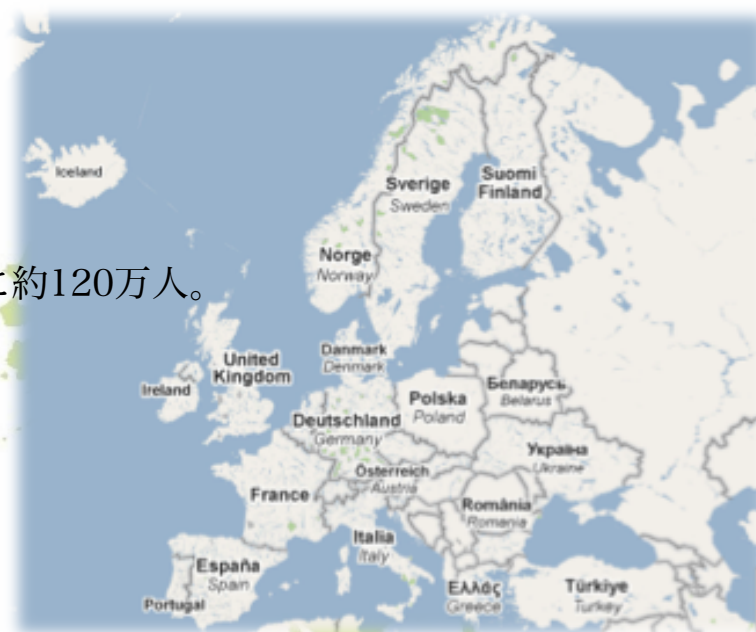 Iceland
Sverige
Sweden
Suomi
Finland
Norge
Norway
約120万人。
United
Kingdom
Ireland
Danmark
Denmark
Polska
Poland
Беларусь
Belarus
Deutschland
Germany
Österreich
Austria
Україна
Ukraine
France
România
Romania
Italia
Italy
España
Spain
Portugal
Ελλάς
Greece
Türkiye
Turkey